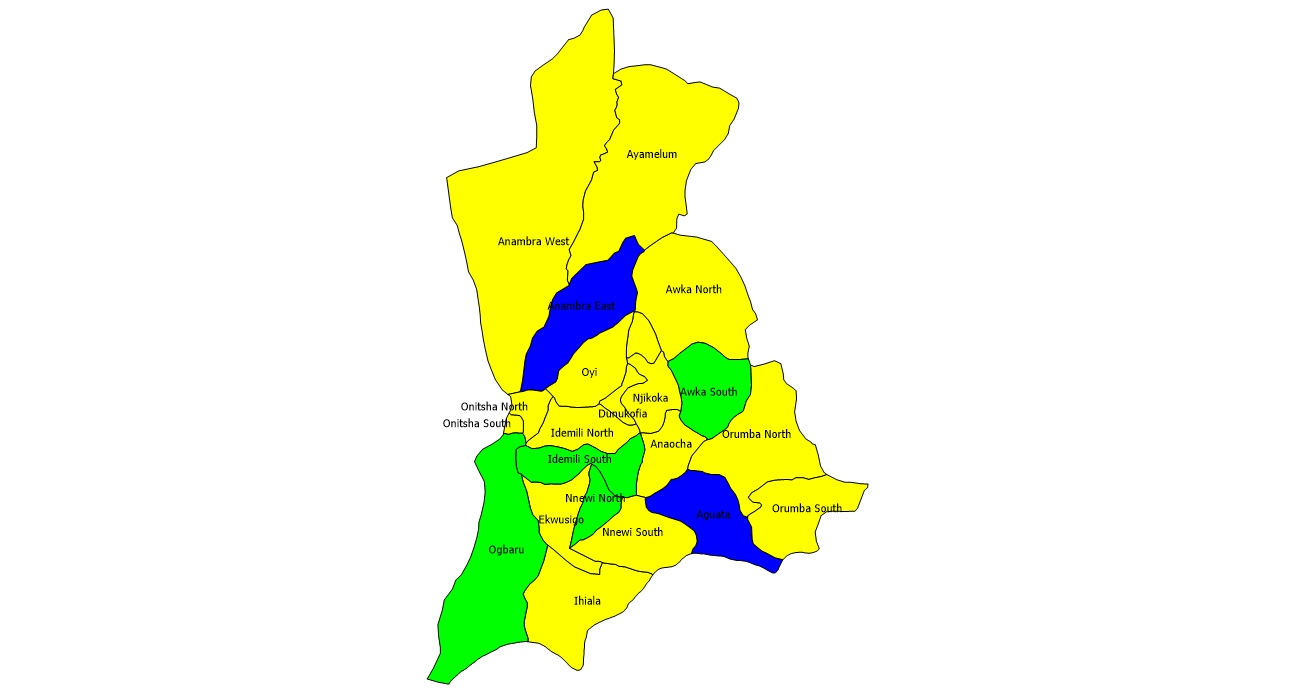 Ayamelum
Anambra West
Awka North
Anambra East
Oyi
Awka South
Njikoka
Onitsha North
Dunukofia
Onitsha South
Idemili North
Orumba North
Anaocha
Idemili South
Nnewi North
Orumba South
Aguata
Ekwusigo
Nnewi South
Ogbaru
Ihiala